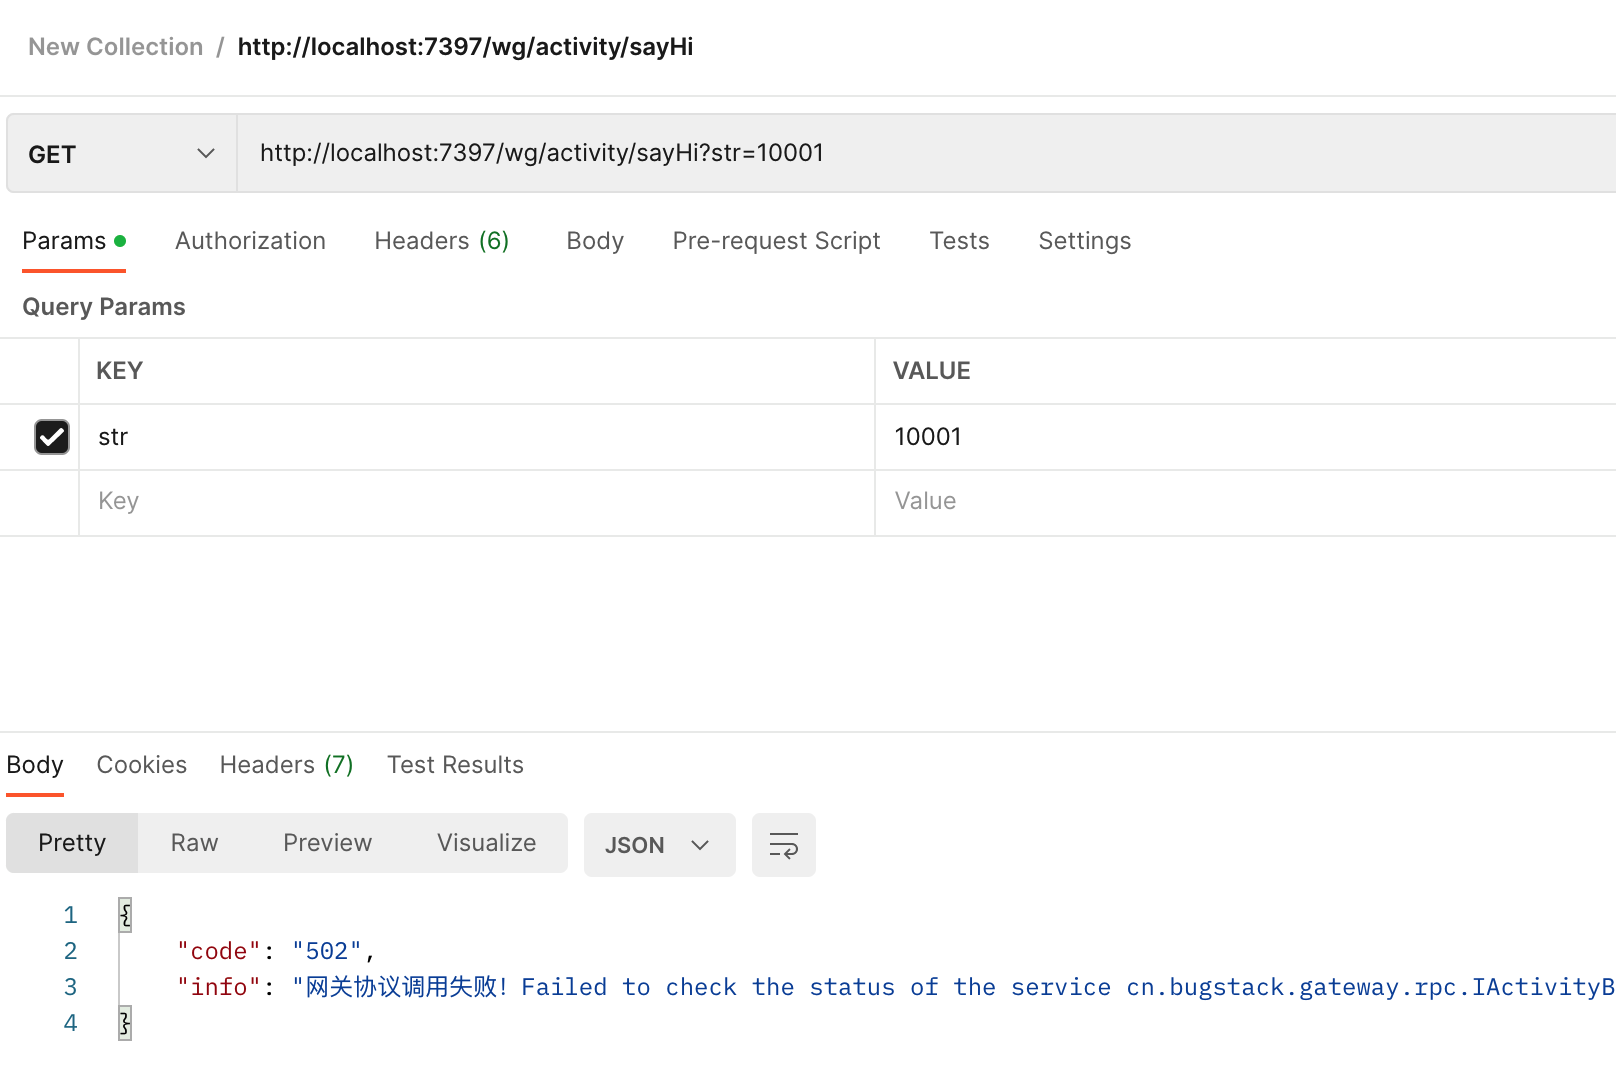 New Collection / http://localhost:7397/wg/activity/sayHi
GET http://localhost:7397/wg/activity/sayHi?str=10001
Params Authorization Headers (6) Body Pre-request Script Tests Settings
Query Params
KEY VALUE
str 10001
Key Value
Body Cookies Headers (7) Test Results
Pretty Raw Preview Visualize JSON
1 {
2 "code": "502",
3 "info": "网关协议调用失败! Failed to check the status of the service cn.bugstack.gateway.rpc.IActivityB
4 }